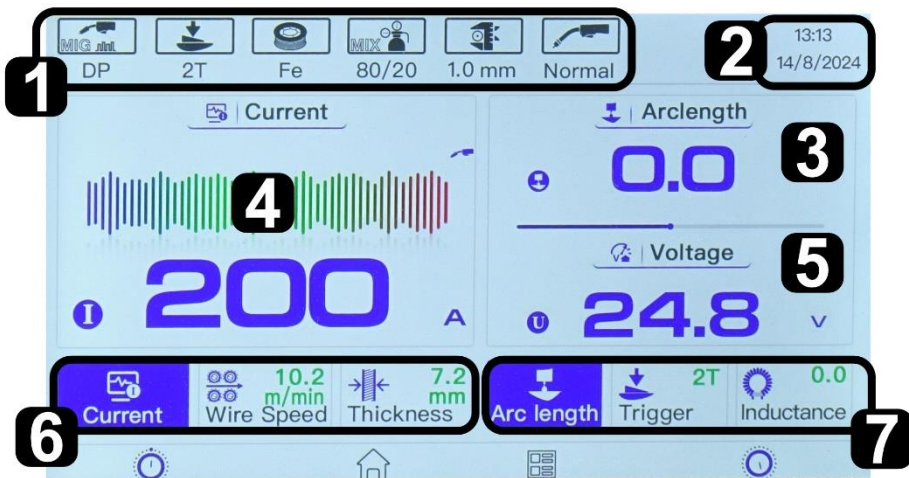 1
MIG
DP
2T
Fe
MIX
80/20
1.0 mm
Normal
2
13:13
14/8/2024
Current
4
I
200
A
Arclength
3
0.0
Voltage
5
U
24.8
V
6
Current
10.2
m/min
Wire Speed
7.2
mm
Thickness
Arc length
2T
Trigger
0.0
Inductance
7